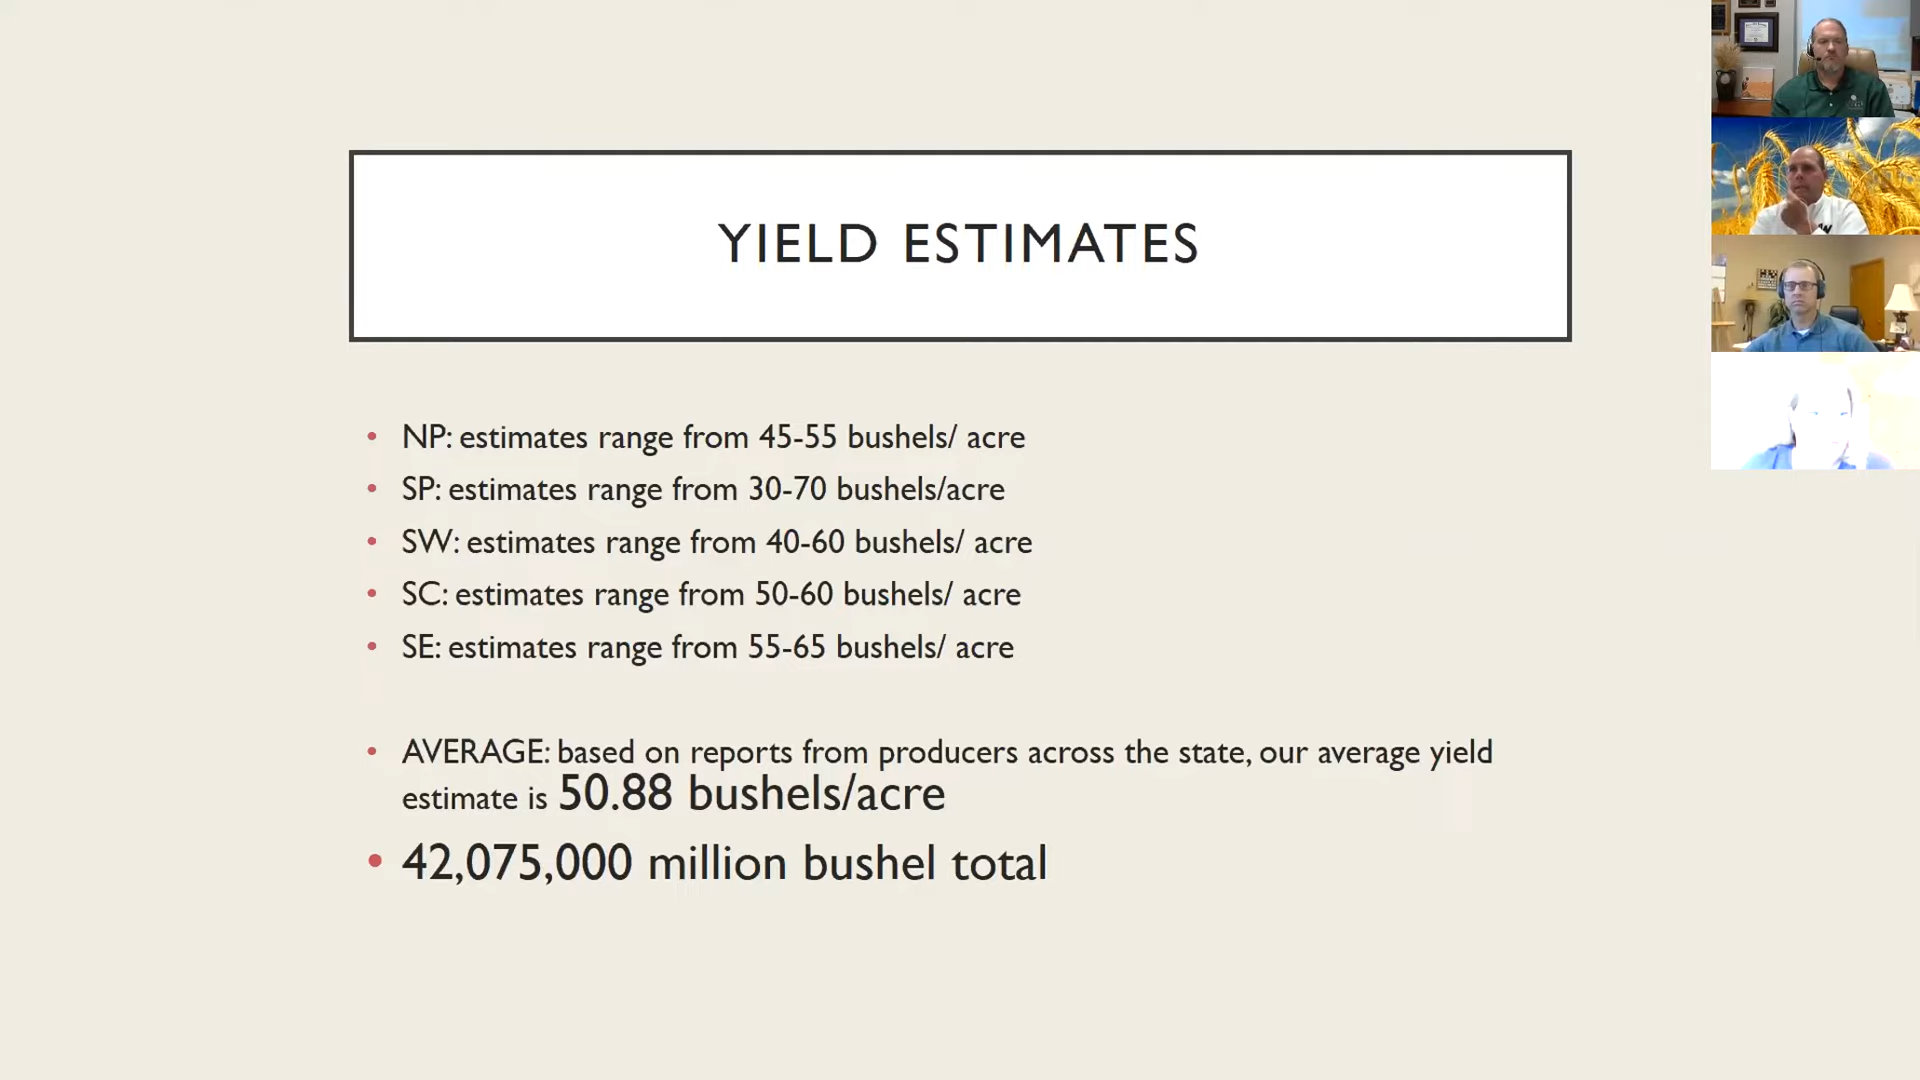 YIELD ESTIMATES
• NP: estimates range from 45-55 bushels/ acre
• SP: estimates range from 30-70 bushels/acre
• SW: estimates range from 40-60 bushels/ acre
• SC: estimates range from 50-60 bushels/ acre
• SE: estimates range from 55-65 bushels/ acre
• AVERAGE: based on reports from producers across the state, our average yield
estimate is 50.88 bushels/acre
• 42,075,000 million bushel total